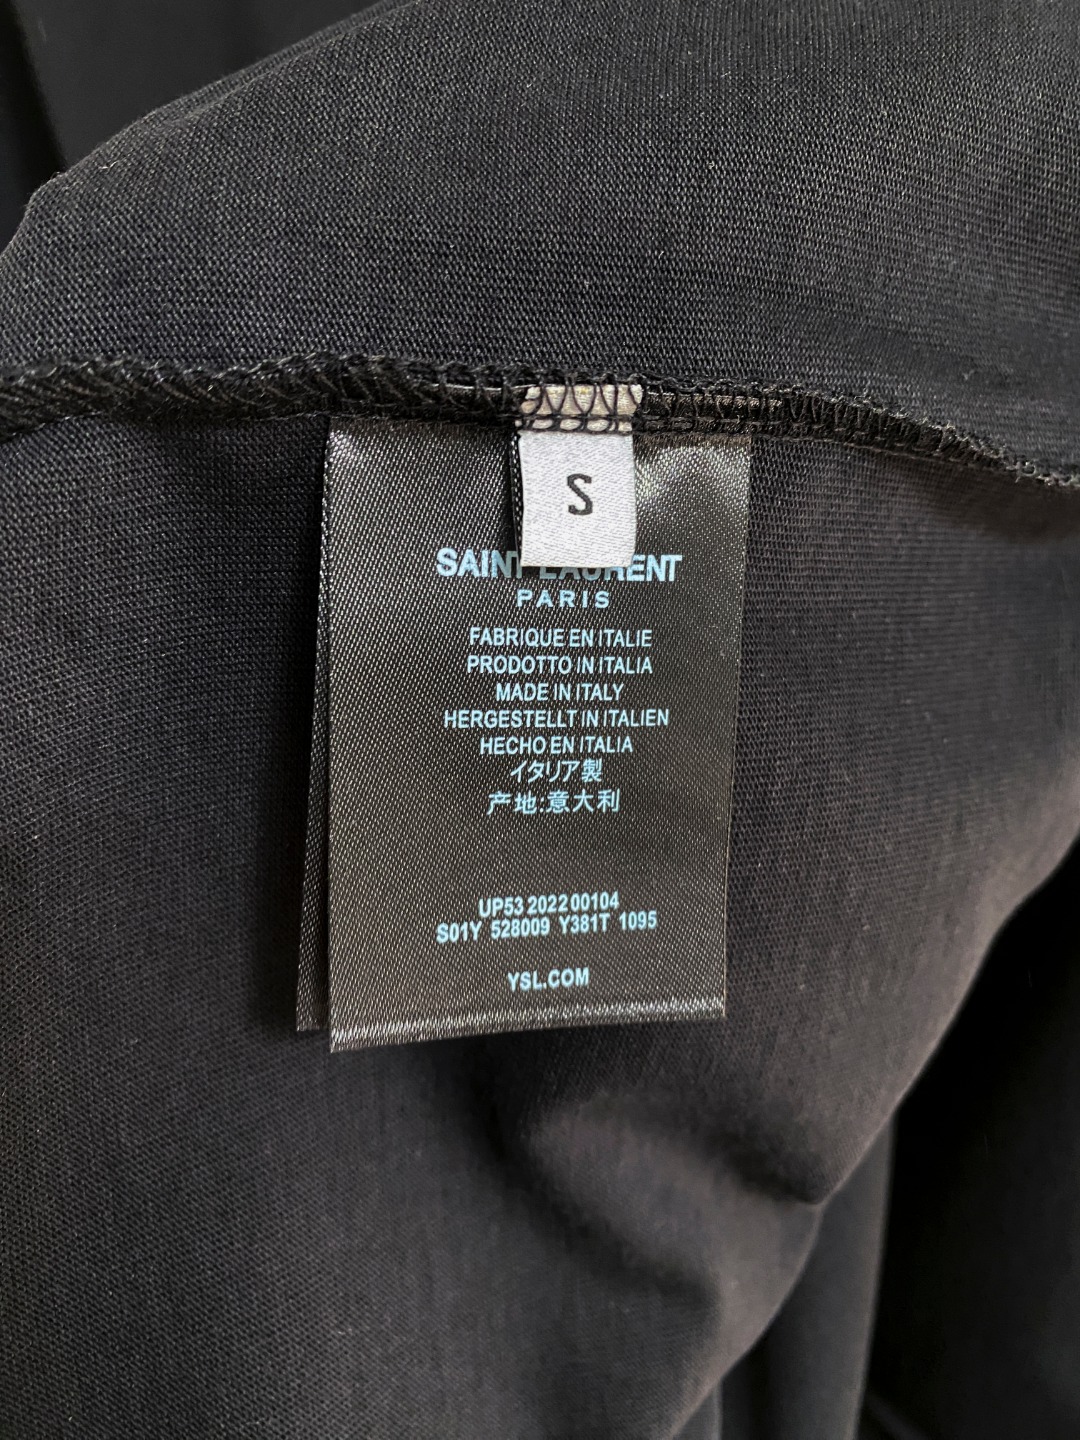 S
SAINT LAURENT
PARIS
FABRIQUE EN ITALIE
PRODOTTO IN ITALIA
MADE IN ITALY
HERGESTELLT IN ITALIEN
HECHO EN ITALIA
イタリア製
产地:意大利
UP53 2022 00104
S01Y 528009 Y381T 1095
YSL.COM